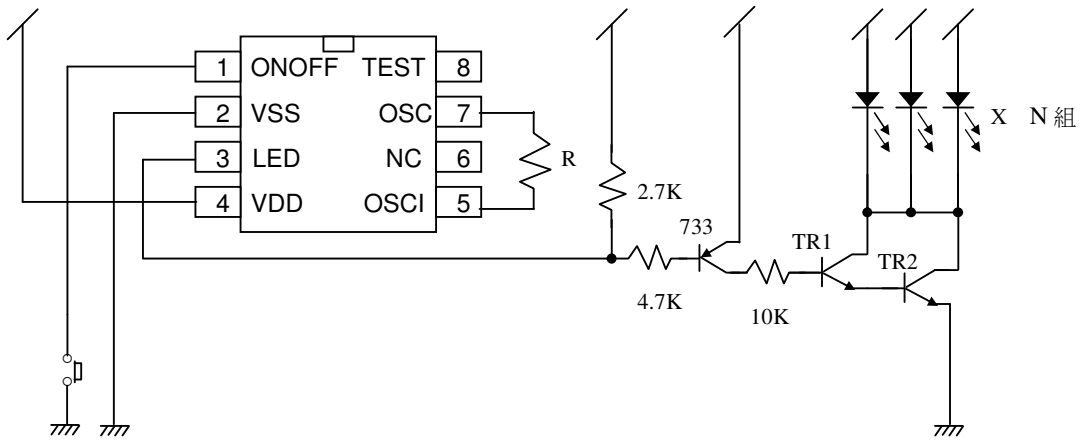 1 ONOFF TEST 8
2 VSS OSC 7
3 LED NC 6
4 VDD OSCI 5
R
2.7K
4.7K
733
10K
TR1
TR2
X N 組